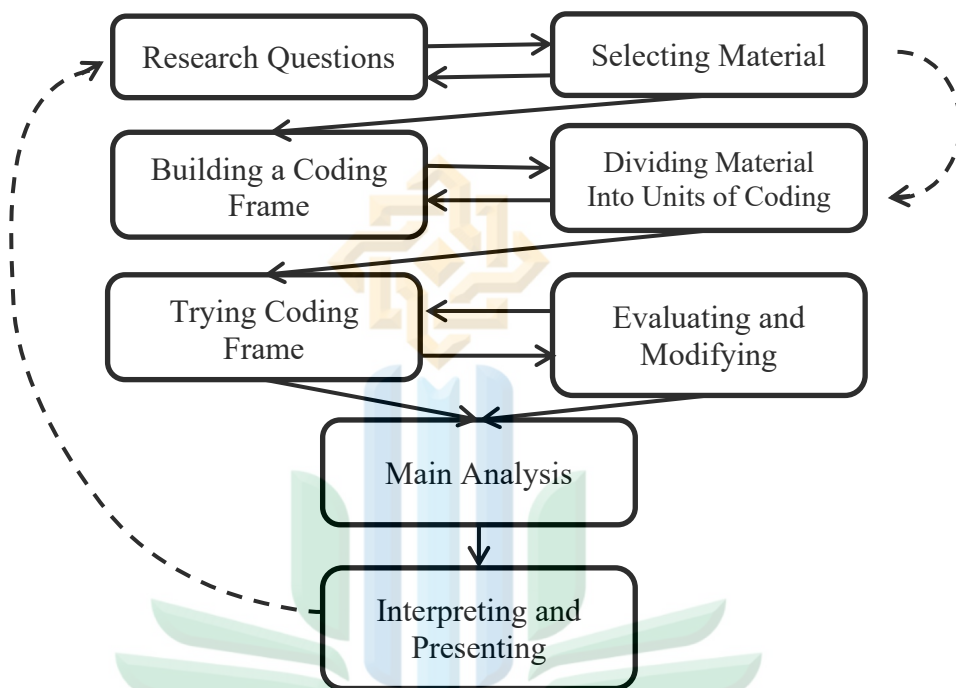 Research Questions
Selecting Material
Building a Coding
Frame
Dividing Material
Into Units of Coding
Trying Coding
Frame
Evaluating and
Modifying
Main Analysis
Interpreting and
Presenting